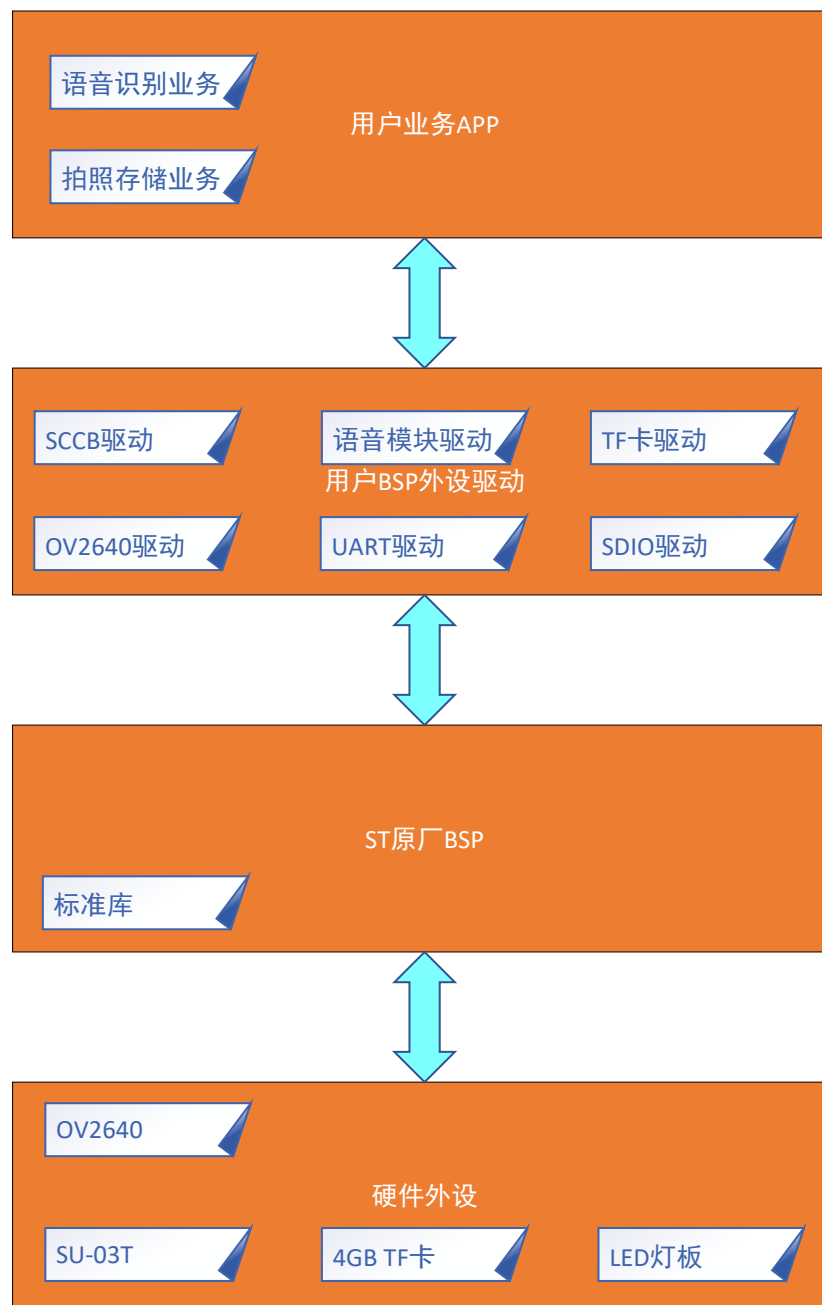 语音识别业务
用户业务APP
拍照存储业务
SCCB驱动
语音模块驱动
TF卡驱动
用户BSP外设驱动
OV2640驱动
UART驱动
SDIO驱动
ST原厂BSP
标准库
OV2640
硬件外设
SU-03T
4GB TF卡
LED灯板